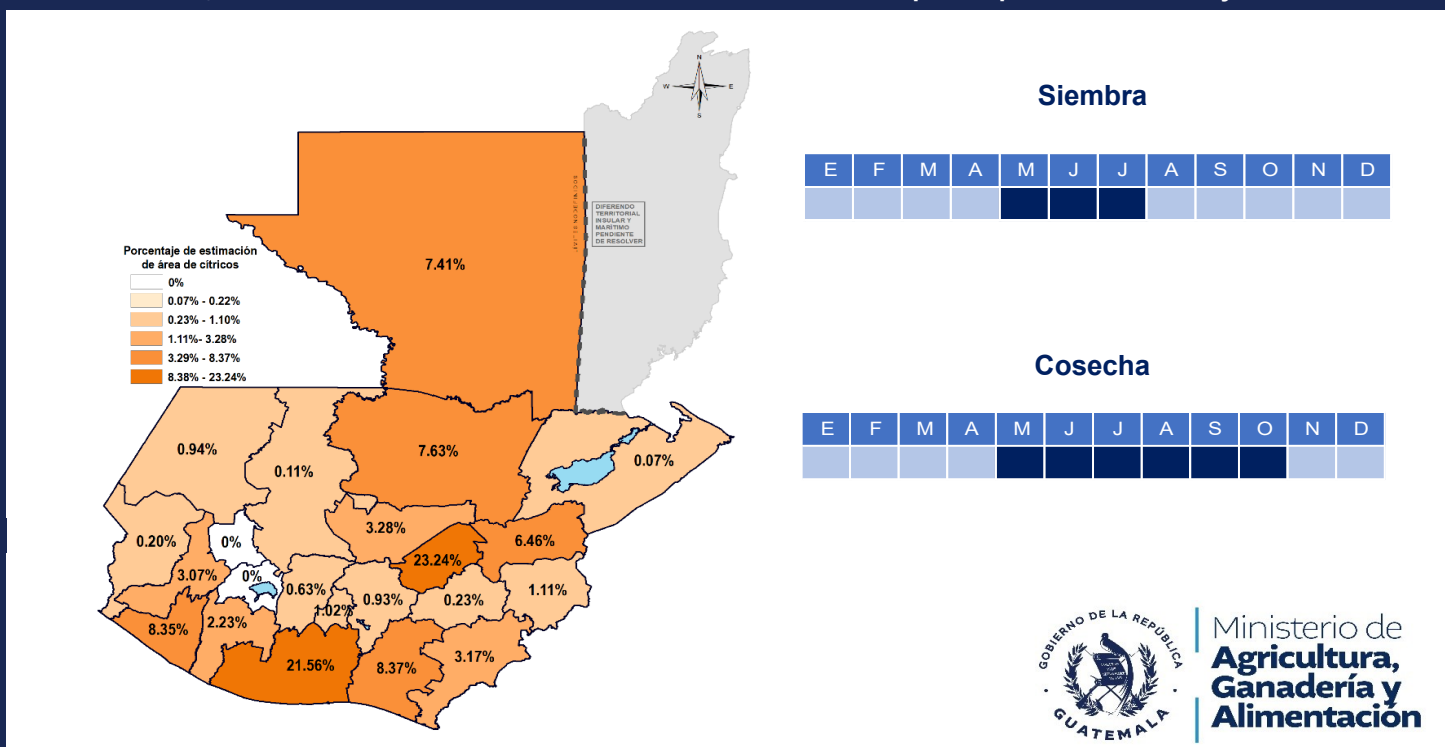 N
W
E
S
Siembra
E F M A M J J A S O N D
DIFERENDO
TERRITORIAL
INSULAR Y
MARÍTIMO
PENDIENTE
DE RESOLVER
Porcentaje de estimación
de área de cítricos
0%
0.07% - 0.22%
0.23% - 1.10%
1.11%- 3.28%
3.29% - 8.37%
8.38% - 23.24%
7.41%
Cosecha
E F M A M J J A S O N D
0.94%
0.11%
7.63%
0.07%
0.20%
0%
3.28%
23.24%
6.46%
3.07%
0%
0.63%
1.02%
0.93%
0.23%
1.11%
8.35%
2.23%
21.56%
8.37%
3.17%
GOBIERNO DE LA REPÚBLICA
GUATEMALA
Ministerio de
Agricultura,
Ganadería y
Alimentación